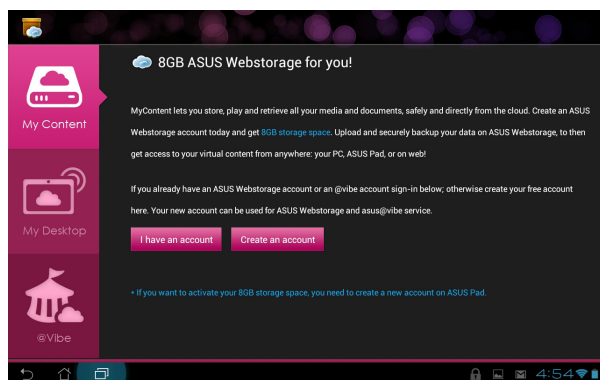 8GB ASUS Webstorage for you!
My Content
MyContent lets you store, play and retrieve all your media and documents, safely and directly from the cloud. Create an ASUS
Webstorage account today and get 8GB storage space. Upload and securely backup your data on ASUS Webstorage, to then
get access to your virtual content from anywhere: your PC, ASUS Pad, or on web!
If you already have an ASUS Webstorage account or an @vibe account sign-in below; otherwise create your free account
here. Your new account can be used for ASUS Webstorage and asus@vibe service.
My Desktop
I have an account
Create an account
* If you want to activate your 8GB storage space, you need to create a new account on ASUS Pad.
@Vibe
4:54